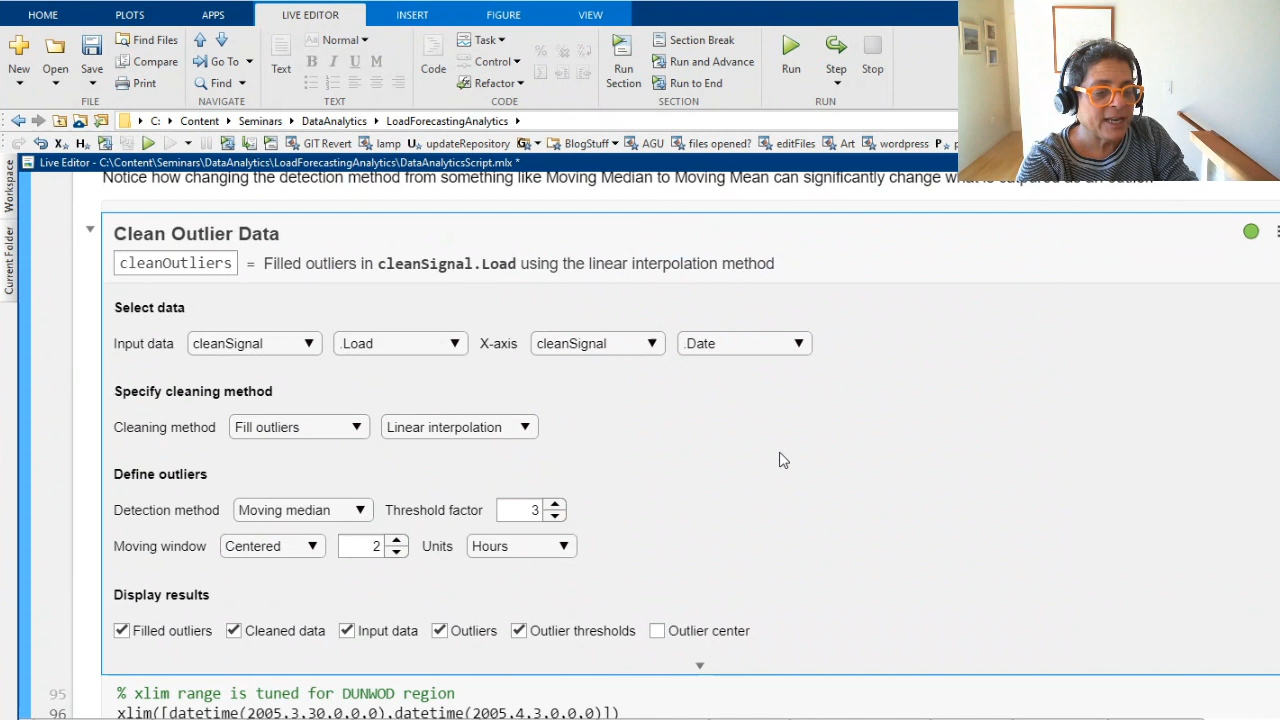 HOME PLOTS APPS LIVE EDITOR INSERT FIGURE VIEW
New Open Save Find Files Compare Print FILE
Go To Find NAVIGATE
Text Normal B I U M TEXT
Code Task Control Refactor CODE
Run Section Section Break Run and Advance Run to End SECTION
Run Step Stop RUN
C: Content Seminars DataAnalytics LoadForecastingAnalytics
GIT Revert lamp updateRepository BlogStuff AGU files opened? editFiles Art wordpress
Live Editor - C:\Content\Seminars\DataAnalytics\LoadForecastingAnalytics\DataAnalyticsScript.mlx *
Workspace
Current Folder
Notice how changing the detection method from something like Moving Median to Moving Mean can significantly change
Clean Outlier Data
cleanOutliers = Filled outliers in cleanSignal.Load using the linear interpolation method
Select data
Input data cleanSignal .Load X-axis cleanSignal .Date
Specify cleaning method
Cleaning method Fill outliers Linear interpolation
Define outliers
Detection method Moving median Threshold factor 3
Moving window Centered 2 Units Hours
Display results
Filled outliers Cleaned data Input data Outliers Outlier thresholds Outlier center
95 % xlim range is tuned for DUNWOD region
96 xlim([datetime(2005,3,30,0,0,0),datetime(2005,4,3,0,0,0)])